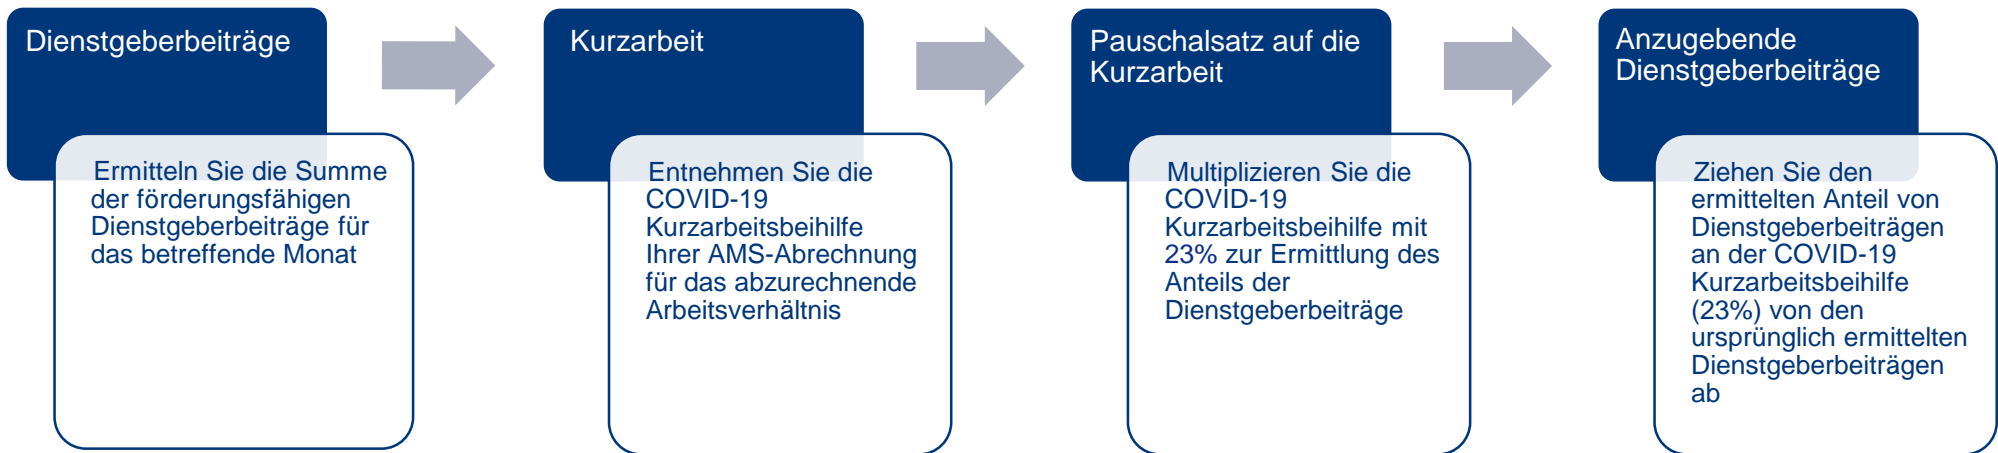 Dienstgeberbeiträge
Ermitteln Sie die Summe
der förderungsfähigen
Dienstgeberbeiträge für
das betreffende Monat
Kurzarbeit
Entnehmen Sie die
COVID-19
Kurzarbeitsbeihilfe
Ihrer AMS-Abrechnung
für das abzurechnende
Arbeitsverhältnis
Pauschalsatz auf die
Kurzarbeit
Multiplizieren Sie die
COVID-19
Kurzarbeitsbeihilfe mit
23% zur Ermittlung des
Anteils der
Dienstgeberbeiträge
Anzugebende
Dienstgeberbeiträge
Ziehen Sie den
ermittelten Anteil von
Dienstgeberbeiträgen
an der COVID-19
Kurzarbeitsbeihilfe
(23%) von den
ursprünglich ermittelten
Dienstgeberbeiträgen
ab